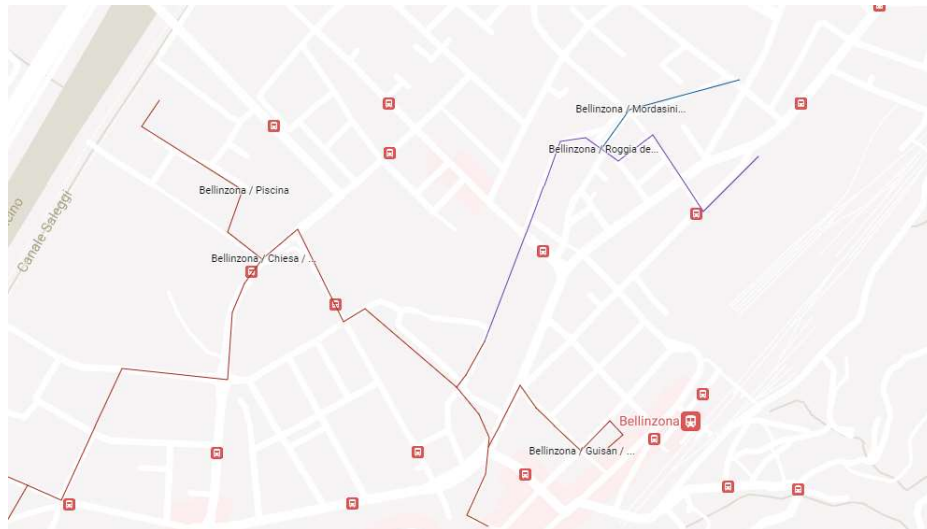 Bellinzona / Mordasini...
Bellinzona / Roggia de...
Bellinzona / Piscina
Canale Saleggi
Bellinzona / Chiesa / ...
Bellinzona
Bellinzona / Guisan / ...